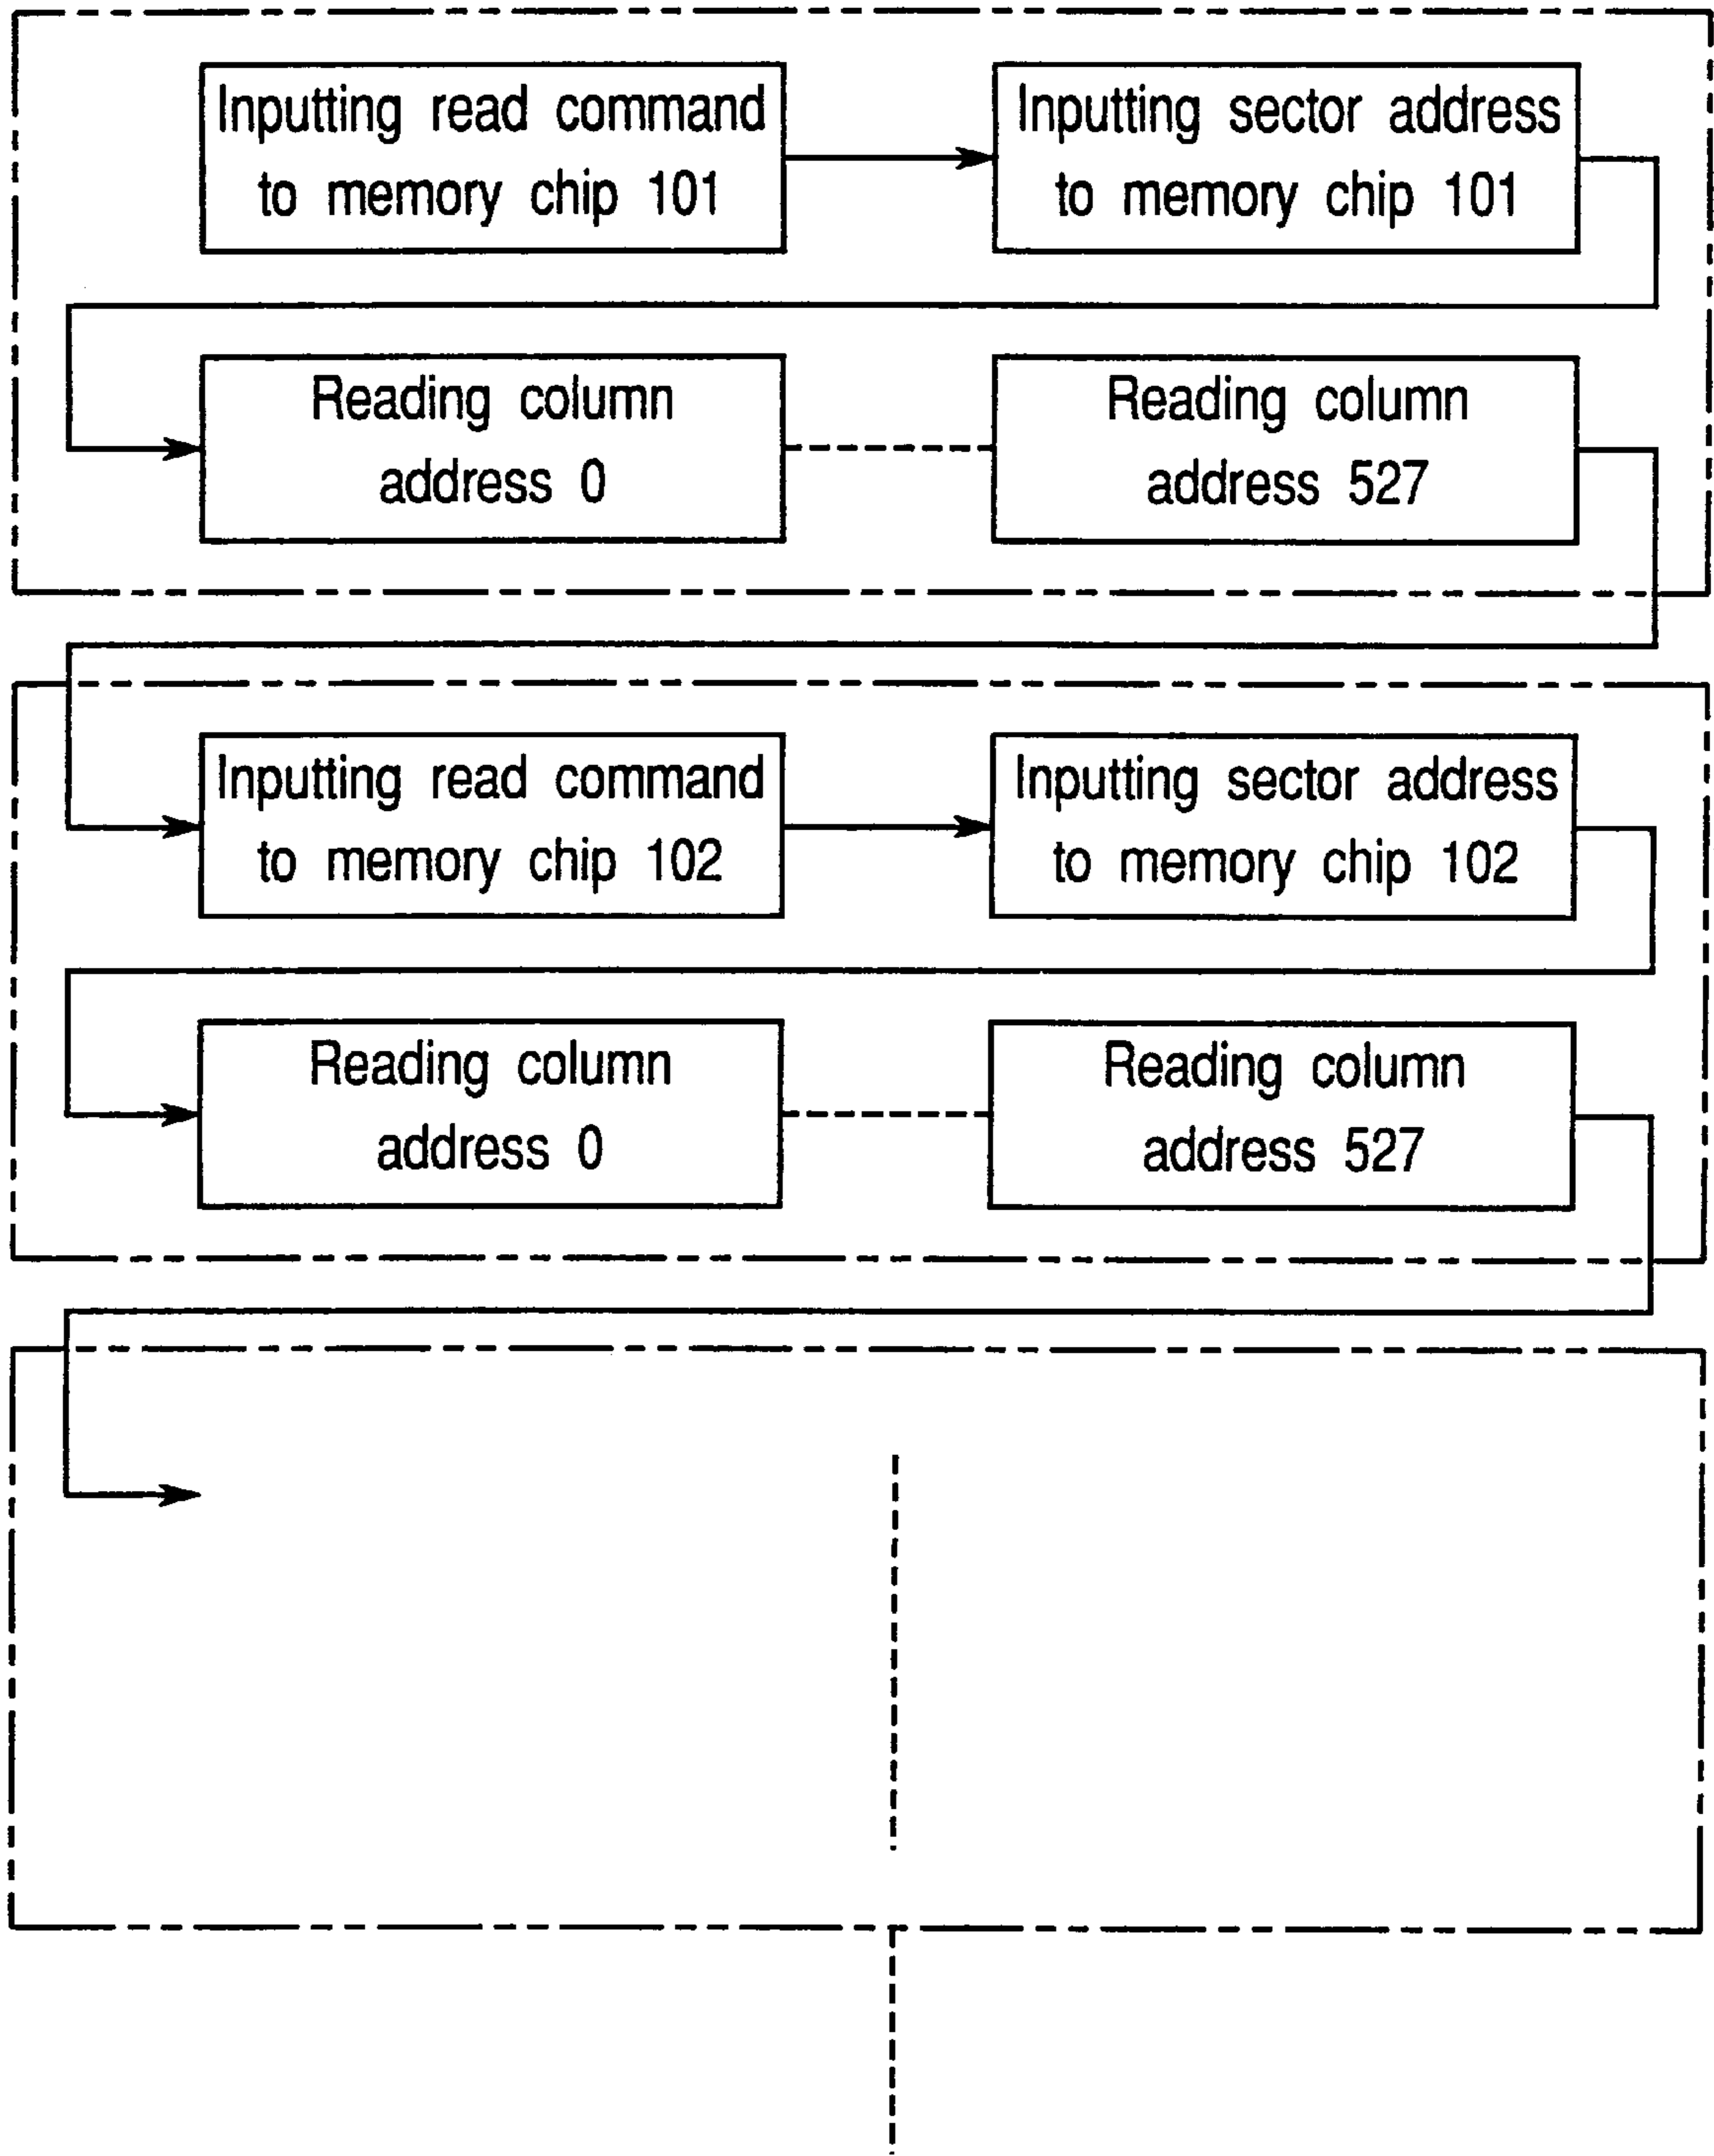 Inputting read command
to memory chip 101
Inputting sector address
to memory chip 101
Reading column
address 0
Reading column
address 527
Inputting read command
to memory chip 102
Inputting sector address
to memory chip 102
Reading column
address 0
Reading column
address 527